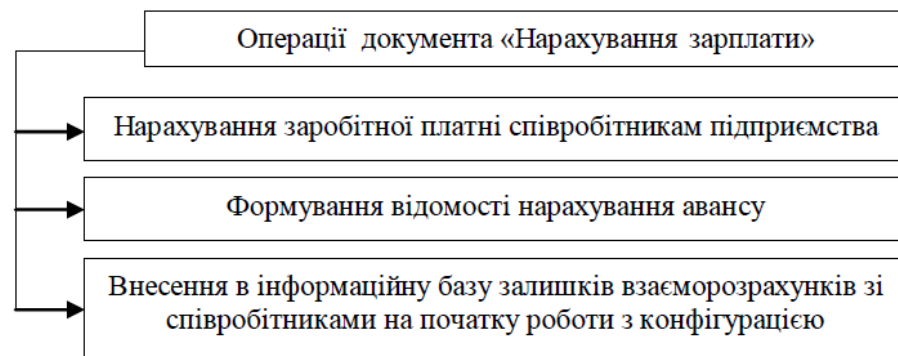 Операції документа «Нарахування зарплати»
Нарахування заробітної платні співробітникам підприємства
Формування відомості нарахування авансу
Внесення в інформаційну базу залишків взаєморозрахунків зі
співробітниками на початку роботи з конфігурацією